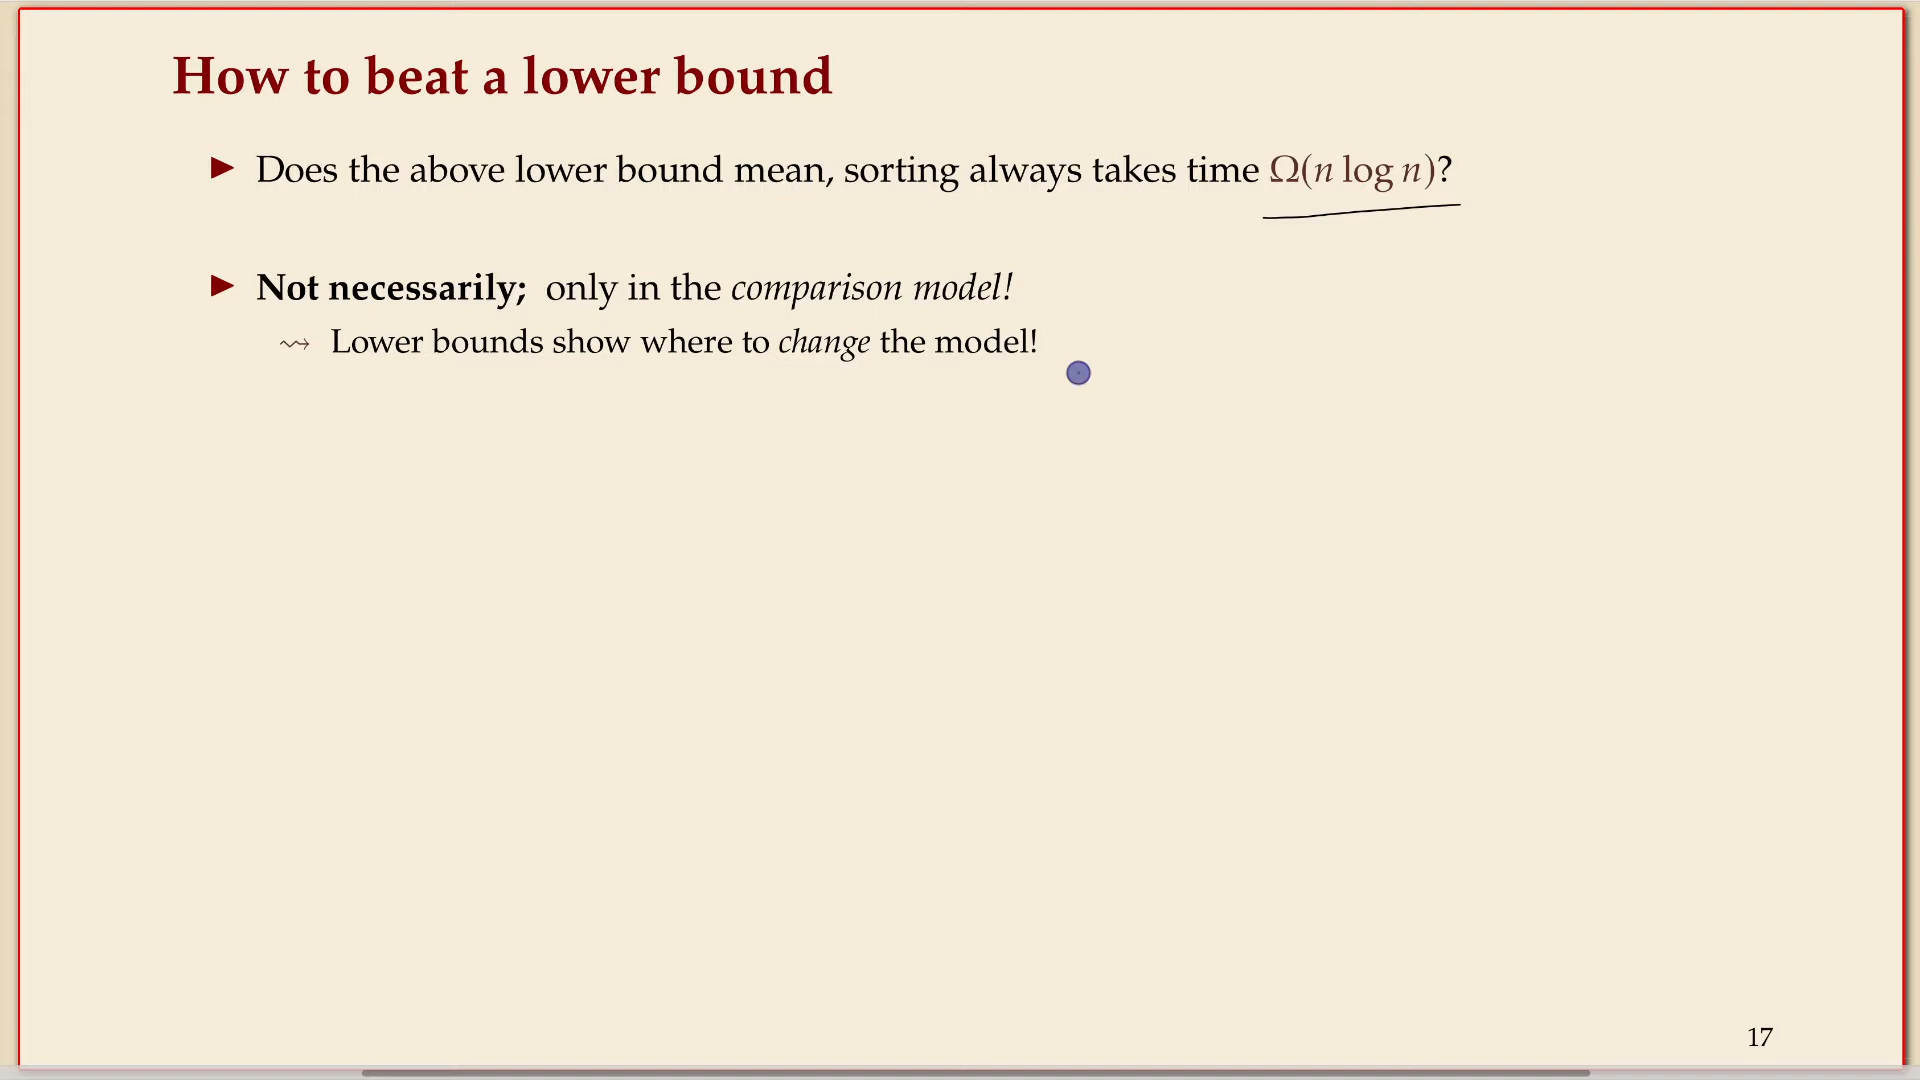 How to beat a lower bound
▶ Does the above lower bound mean, sorting always takes time Ω(n log n)?
▶ Not necessarily; only in the comparison model!
⇝ Lower bounds show where to change the model!
17